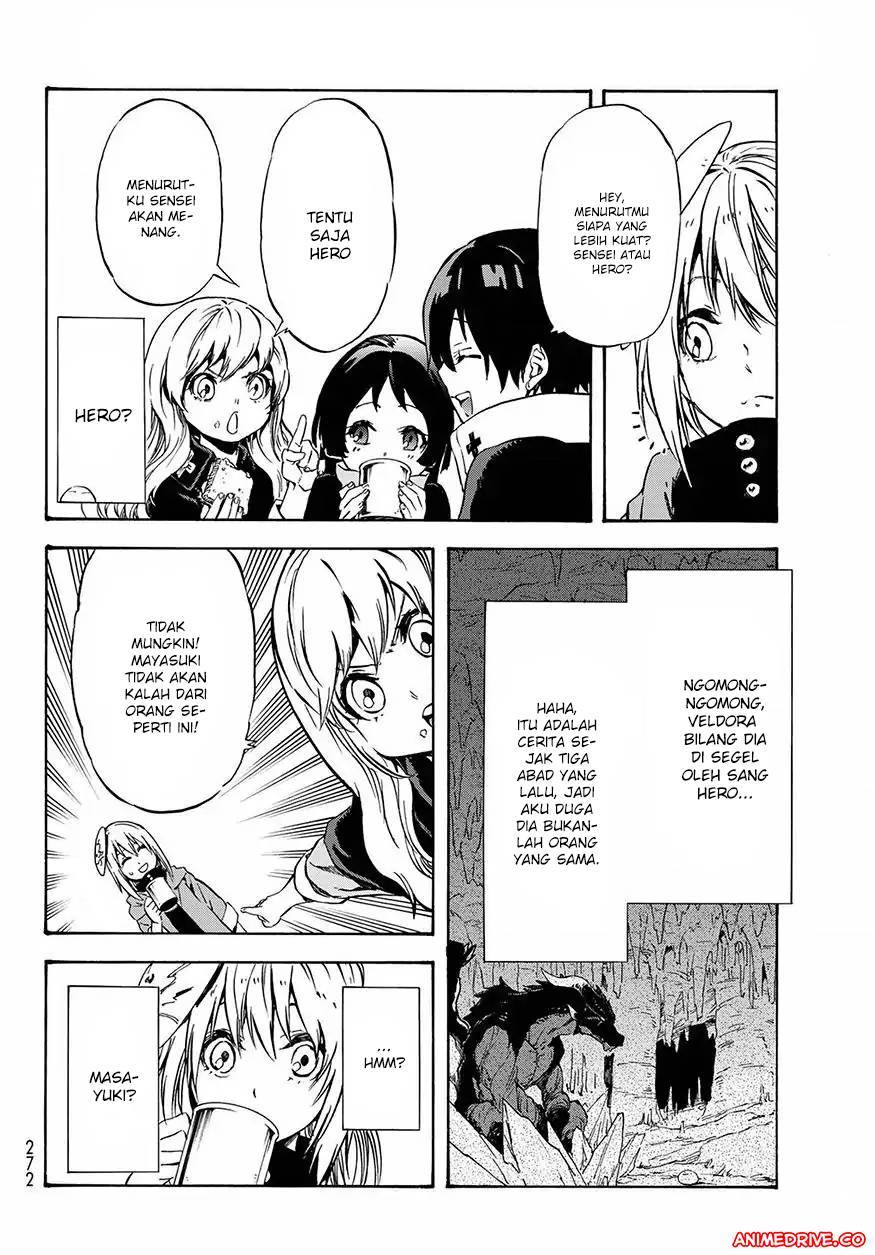 HEY,
MENURUTMU
SIAPA YANG
LEBIH KUAT?
SENSEI ATAU
HERO?
TENTU
SAJA
HERO
MENURUT-
KU SENSEI
AKAN ME-
NANG.
HERO?
NGOMONG-
NGOMONG,
VELDORA
BILANG DIA
DI SEGEL
OLEH SANG
HERO...
HAHA,
ITU ADALAH
CERITA SE-
JAK TIGA
ABAD YANG
LALU, JADI
AKU DUGA
DIA BUKAN-
LAH ORANG
YANG SAMA.
TIDAK
MUNGKIN!
MAYASUKI
TIDAK AKAN
KALAH DARI
ORANG SE-
PERTI INI!
...
HMM?
MASA-
YUKI?
272
ANIMEDRIVE.CO